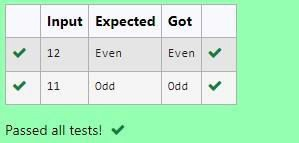 Input Expected Got
12 Even Even
11 Odd Odd
Passed all tests!